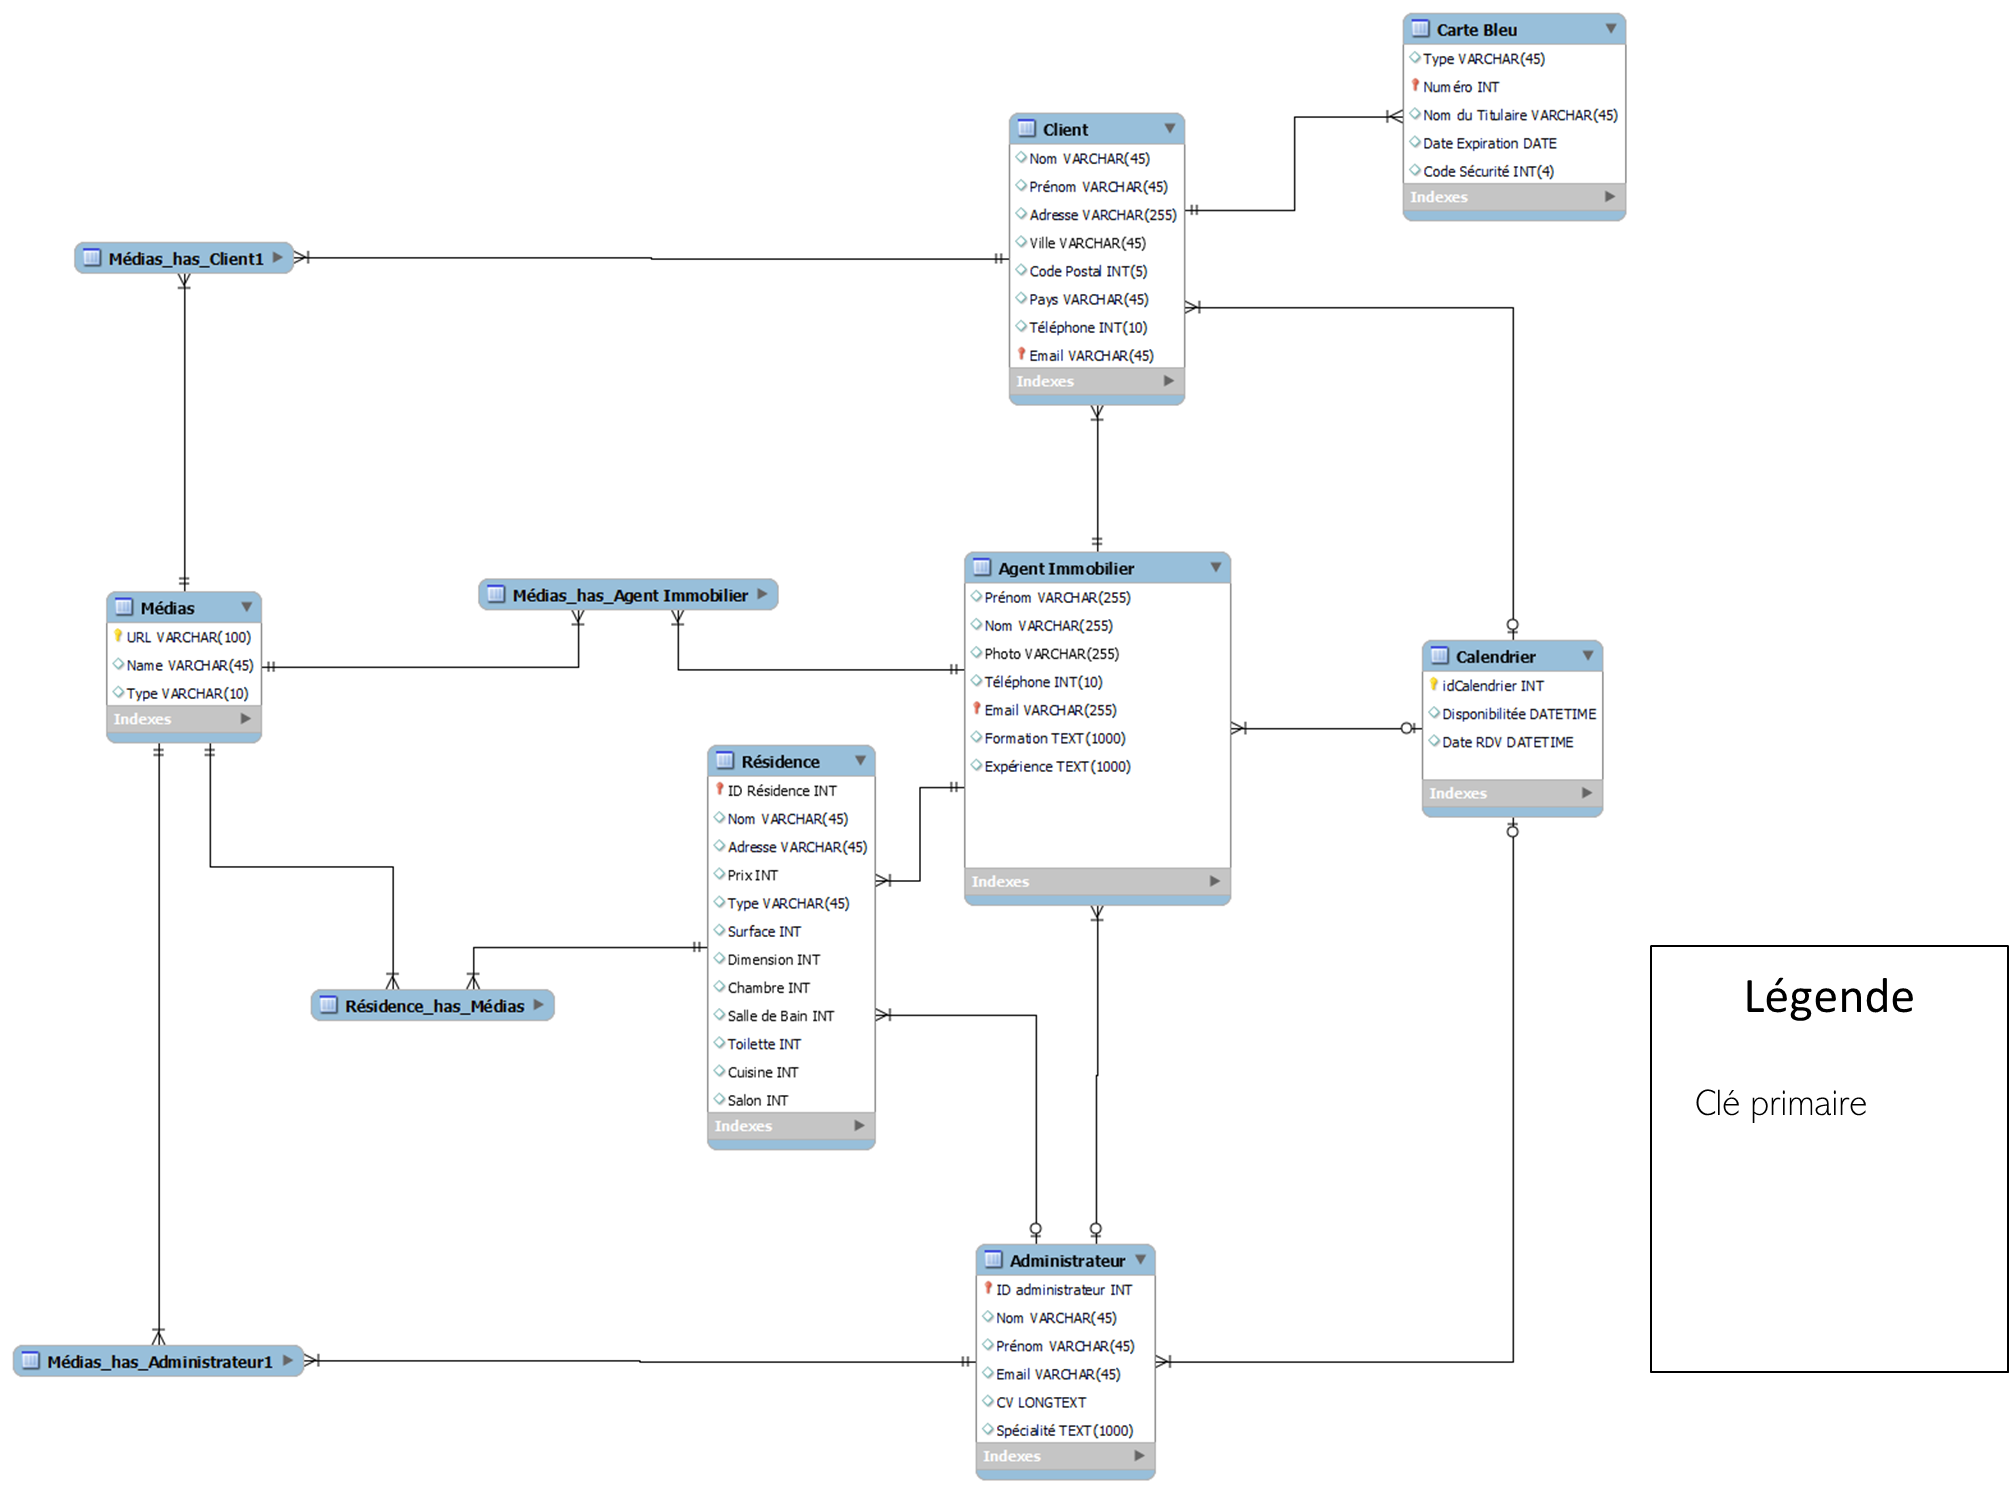 Carte Bleu
Type VARCHAR(45)
Numéro INT
Nom du Titulaire VARCHAR(45)
Date Expiration DATE
Code Sécurité INT(4)
Indexes
Client
Nom VARCHAR(45)
Prénom VARCHAR(45)
Adresse VARCHAR(255)
Ville VARCHAR(45)
Code Postal INT(5)
Pays VARCHAR(45)
Téléphone INT(10)
Email VARCHAR(45)
Indexes
Médias_has_Client1
Médias
URL VARCHAR(100)
Name VARCHAR(45)
Type VARCHAR(10)
Indexes
Médias_has_Agent Immobilier
Agent Immobilier
Prénom VARCHAR(255)
Nom VARCHAR(255)
Photo VARCHAR(255)
Téléphone INT(10)
Email VARCHAR(255)
Formation TEXT(1000)
Expérience TEXT(1000)
Indexes
Calendrier
idCalendrier INT
Disponibilitée DATETIME
Date RDV DATETIME
Indexes
Résidence
ID Résidence INT
Nom VARCHAR(45)
Adresse VARCHAR(45)
Prix INT
Type VARCHAR(45)
Surface INT
Dimension INT
Chambre INT
Salle de Bain INT
Toilette INT
Cuisine INT
Salon INT
Indexes
Résidence_has_Médias
Légende
Clé primaire
Administrateur
ID administrateur INT
Nom VARCHAR(45)
Prénom VARCHAR(45)
Email VARCHAR(45)
CV LONGTEXT
Spécialité TEXT(1000)
Indexes
Médias_has_Administrateur1